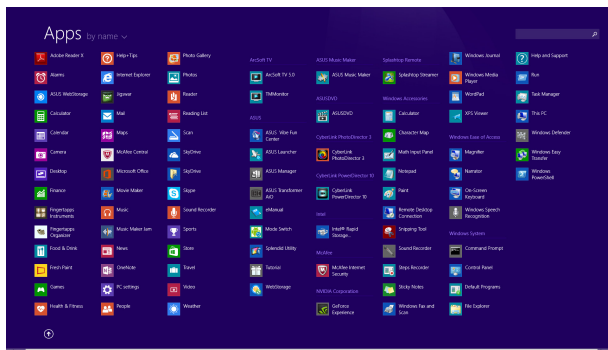 Apps by name
Adobe Reader X
Alarms
ASUS WebStorage
Calculator
Calendar
Camera
Desktop
Finance
Fingertapps Instruments
Fingertapps Organizer
Food & Drink
Fresh Paint
Games
Health & Fitness
Help+Tips
Internet Explorer
Jigswar
Mail
Maps
McAfee Central
Microsoft Office
Movie Maker
Music
Music Maker Jam
News
OneNote
PC settings
People
Photo Gallery
Photos
Reader
Reading List
Scan
SkyDrive
SkyDrive
Skype
Sound Recorder
Sports
Store
Travel
Video
Weather
ArcSoft TV
ArcSoft TV 5.0
TMMonitor
ASUS
ASUS Vibe Fun Center
ASUS Launcher
ASUS Manager
ASUS Transformer AiO
eManual
Mode Switch
Splendid Utility
Tutorial
WebStorage
ASUS Music Maker
ASUS Music Maker
ASUSDVD
ASUSDVD
CyberLink PhotoDirector 3
CyberLink PhotoDirector 3
CyberLink PowerDirector 10
CyberLink PowerDirector 10
Intel
Intel® Rapid Storage...
McAfee
McAfee Internet Security
NVIDIA Corporation
GeForce Experience
Splashtop Remote
Splashtop Streamer
Windows Accessories
Calculator
Character Map
Math Input Panel
Notepad
Paint
Remote Desktop Connection
Snipping Tool
Sound Recorder
Steps Recorder
Sticky Notes
Windows Fax and Scan
Windows Journal
Windows Media Player
WordPad
XPS Viewer
Windows Ease of Access
Magnifier
Narrator
On-Screen Keyboard
Windows Speech Recognition
Windows System
Command Prompt
Control Panel
Default Programs
File Explorer
Help and Support
Run
Task Manager
This PC
Windows Defender
Windows Easy Transfer
Windows PowerShell